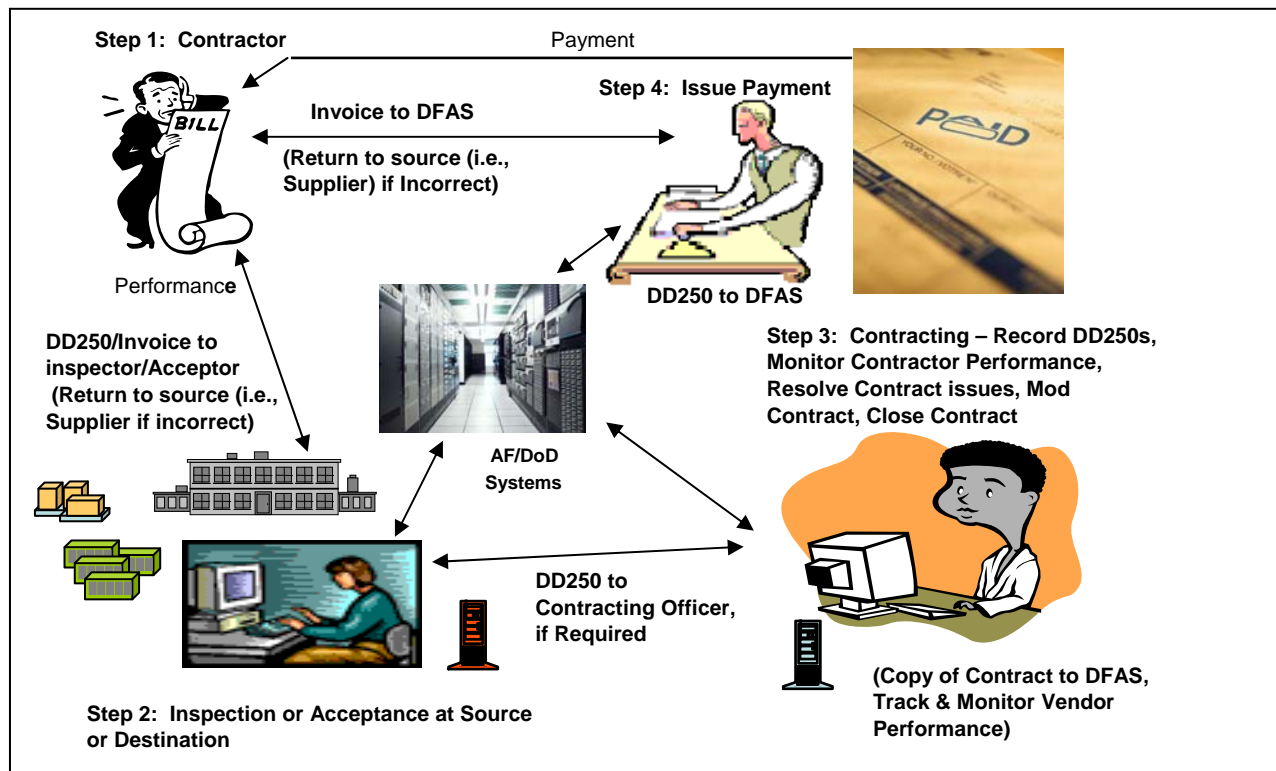 Step 1: Contractor
Payment
BILL
Invoice to DFAS
(Return to source (i.e.,
Supplier) if Incorrect)
Step 4: Issue Payment
PAID
YOUR NO / VOTRE Nº
Performance
DD250/Invoice to
inspector/Acceptor
(Return to source (i.e.,
Supplier if incorrect)
DD250 to DFAS
AF/DoD
Systems
Step 3: Contracting – Record DD250s,
Monitor Contractor Performance,
Resolve Contract issues, Mod
Contract, Close Contract
DD250 to
Contracting Officer,
if Required
(Copy of Contract to DFAS,
Track & Monitor Vendor
Performance)
Step 2: Inspection or Acceptance at Source
or Destination